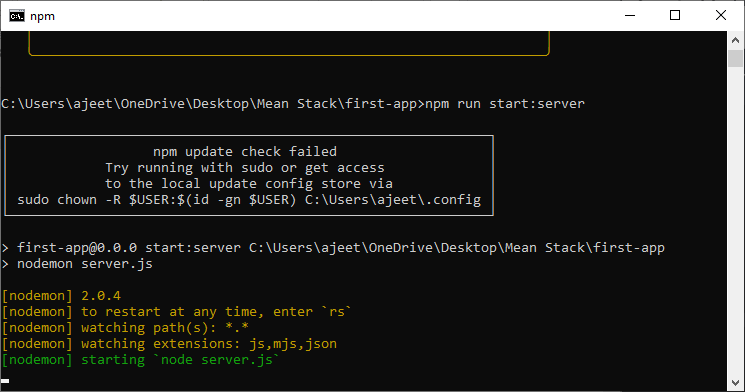 npm
C:\Users\ajeet\OneDrive\Desktop\Mean Stack\first-app>npm run start:server
npm update check failed
Try running with sudo or get access
to the local update config store via
sudo chown -R $USER:$(id -gn $USER) C:\Users\ajeet\.config
> first-app@0.0.0 start:server C:\Users\ajeet\OneDrive\Desktop\Mean Stack\first-app
> nodemon server.js
[nodemon] 2.0.4
[nodemon] to restart at any time, enter `rs`
[nodemon] watching path(s): *.*
[nodemon] watching extensions: js,mjs,json
[nodemon] starting `node server.js`